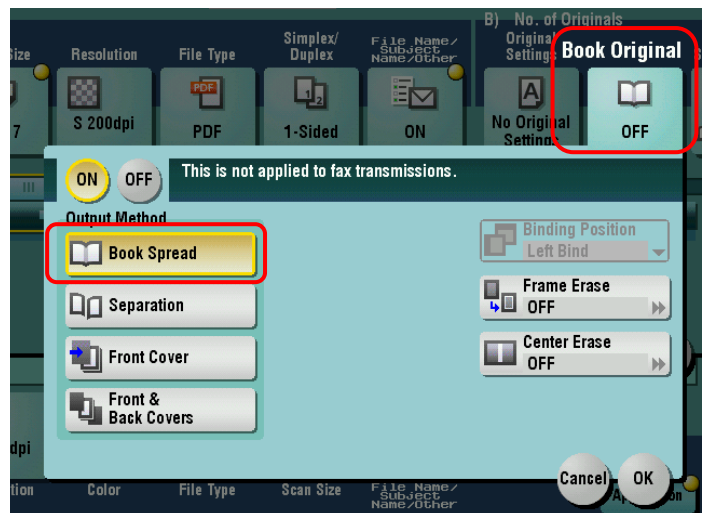 B) No. of Originals
Size
Resolution
File Type
Simplex/
Duplex
File Name/
Subject
Name/Other
Original
Settings
Book Original
7
S 200dpi
PDF
PDF
1
2
1-Sided
ON
A
No Original
Settings
OFF
ON
OFF
This is not applied to fax transmissions.
Output Method
Book Spread
Separation
Front Cover
Front &
Back Covers
Binding Position
Left Bind
Frame Erase
OFF
Center Erase
OFF
Cancel
OK
dpi
tion
Color
File Type
Scan Size
File Name/
Subject
Name/Other